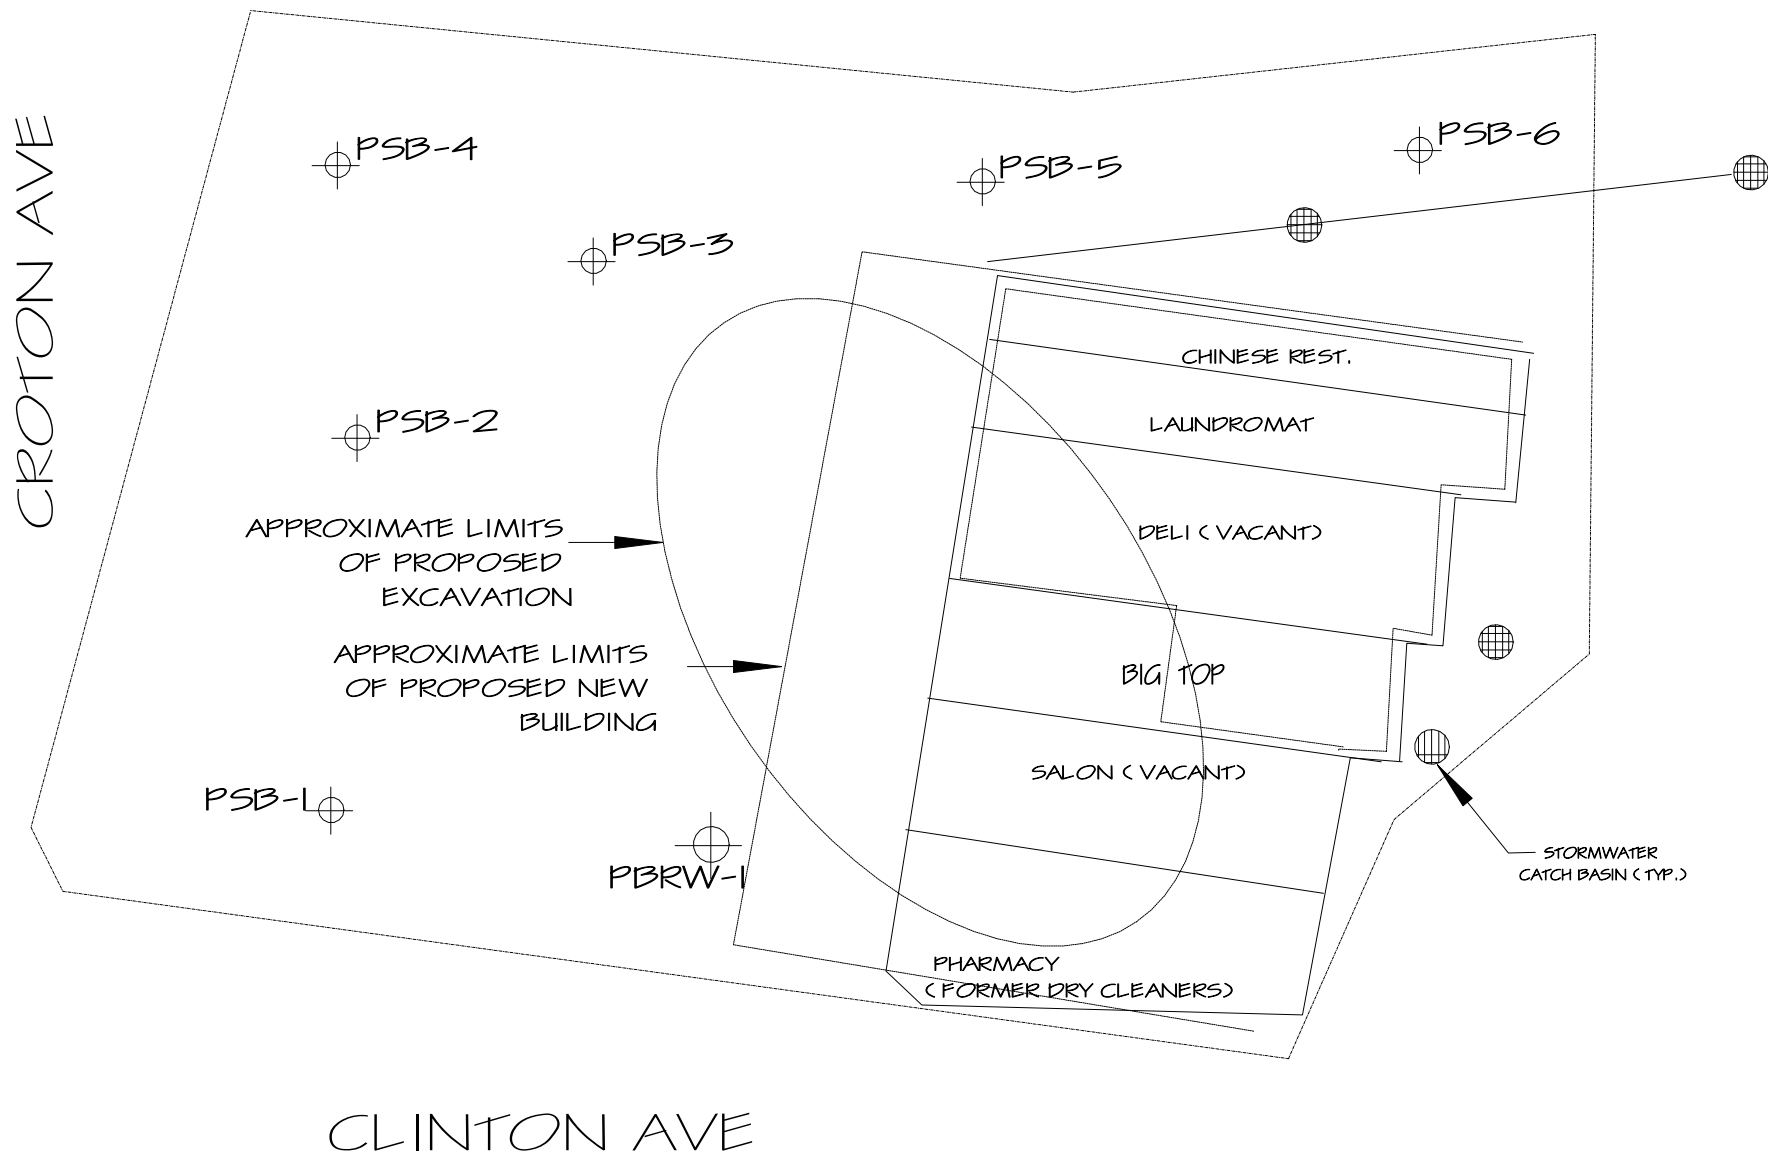 CROTON AVE
PSB-4
PSB-5
PSB-6
PSB-3
PSB-2
CHINESE REST.
LAUNDROMAT
DELI (VACANT)
BIG TOP
SALON (VACANT)
PHARMACY
(FORMER DRY CLEANERS)
APPROXIMATE LIMITS
OF PROPOSED
EXCAVATION
APPROXIMATE LIMITS
OF PROPOSED NEW
BUILDING
PSB-1
PBRW-1
STORMWATER
CATCH BASIN (TYP.)
CLINTON AVE